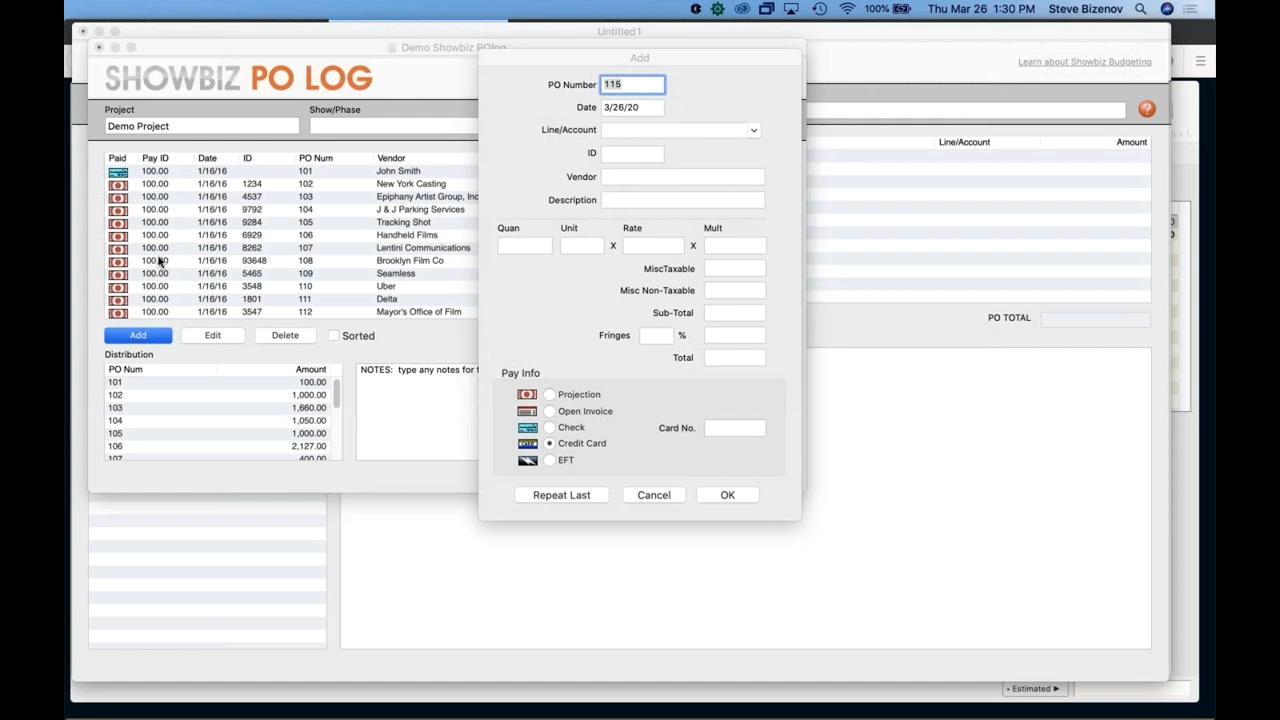 100% Thu Mar 26 1:30 PM Steve Bizenov
Untitled1
Demo Showbiz POlog
SHOWBIZ PO LOG
Learn about Showbiz Budgeting
Project Show/Phase
Demo Project
?
Paid Pay ID Date ID PO Num Vendor
100.00 1/16/16 101 John Smith
100.00 1/16/16 1234 102 New York Casting
100.00 1/16/16 4537 103 Epiphany Artist Group, Inc
100.00 1/16/16 9792 104 J & J Parking Services
100.00 1/16/16 9284 105 Tracking Shot
100.00 1/16/16 6929 106 Handheld Films
100.00 1/16/16 8262 107 Lentini Communications
100.00 1/16/16 93648 108 Brooklyn Film Co
100.00 1/16/16 5465 109 Seamless
100.00 1/16/16 3548 110 Uber
100.00 1/16/16 1801 111 Delta
100.00 1/16/16 3547 112 Mayor's Office of Film
Add Edit Delete Sorted
Distribution
PO Num Amount
101 100.00
102 1,000.00
103 1,660.00
104 1,050.00
105 1,000.00
106 2,127.00
107 400.00
NOTES: type any notes for
Add
PO Number 115
Date 3/26/20
Line/Account
ID
Vendor
Description
Quan Unit Rate Mult
X X
MiscTaxable
Misc Non-Taxable
Sub-Total
Fringes %
Total
Pay Info
Projection
Open Invoice
Check Card No.
Credit Card
EFT
Repeat Last Cancel OK
Line/Account Amount
PO TOTAL
• Estimated ▶